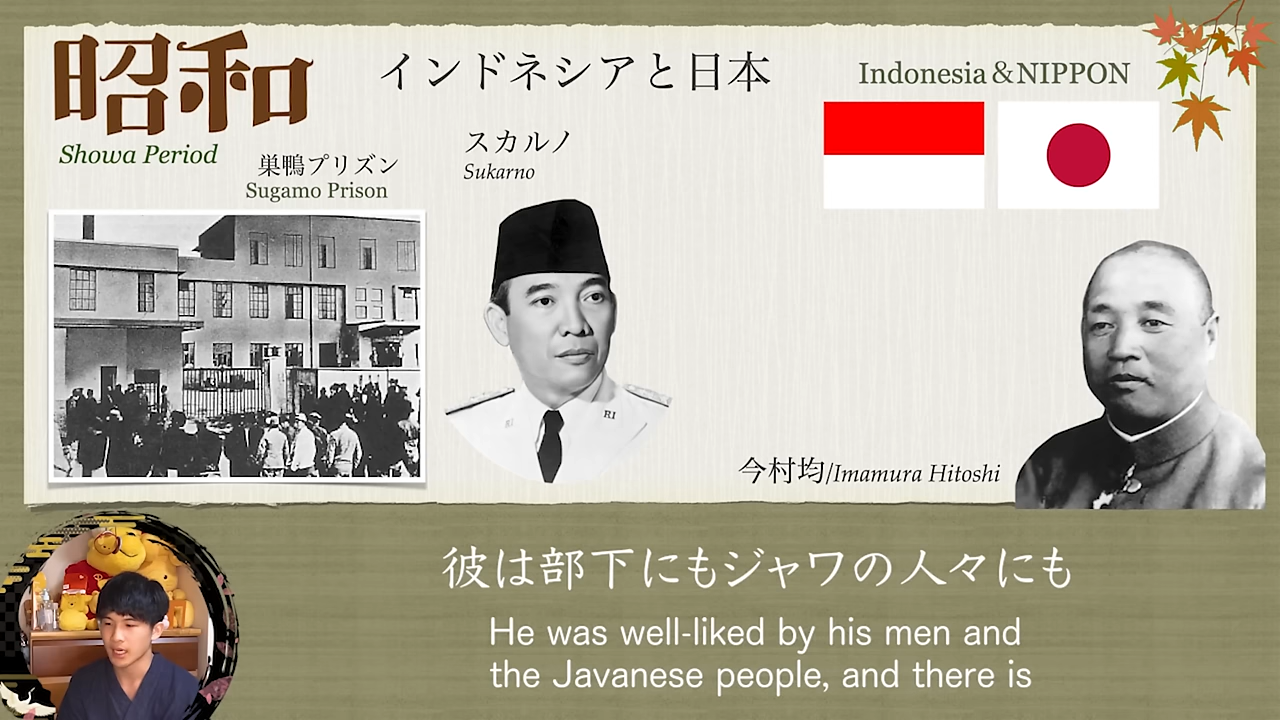 昭和
Showa Period
インドネシアと日本
Indonesia＆NIPPON
巣鴨プリズン
Sugamo Prison
スカルノ
Sukarno
RI
RI
今村均/Imamura Hitoshi
彼は部下にもジャワの人々にも
He was well-liked by his men and
the Javanese people, and there is